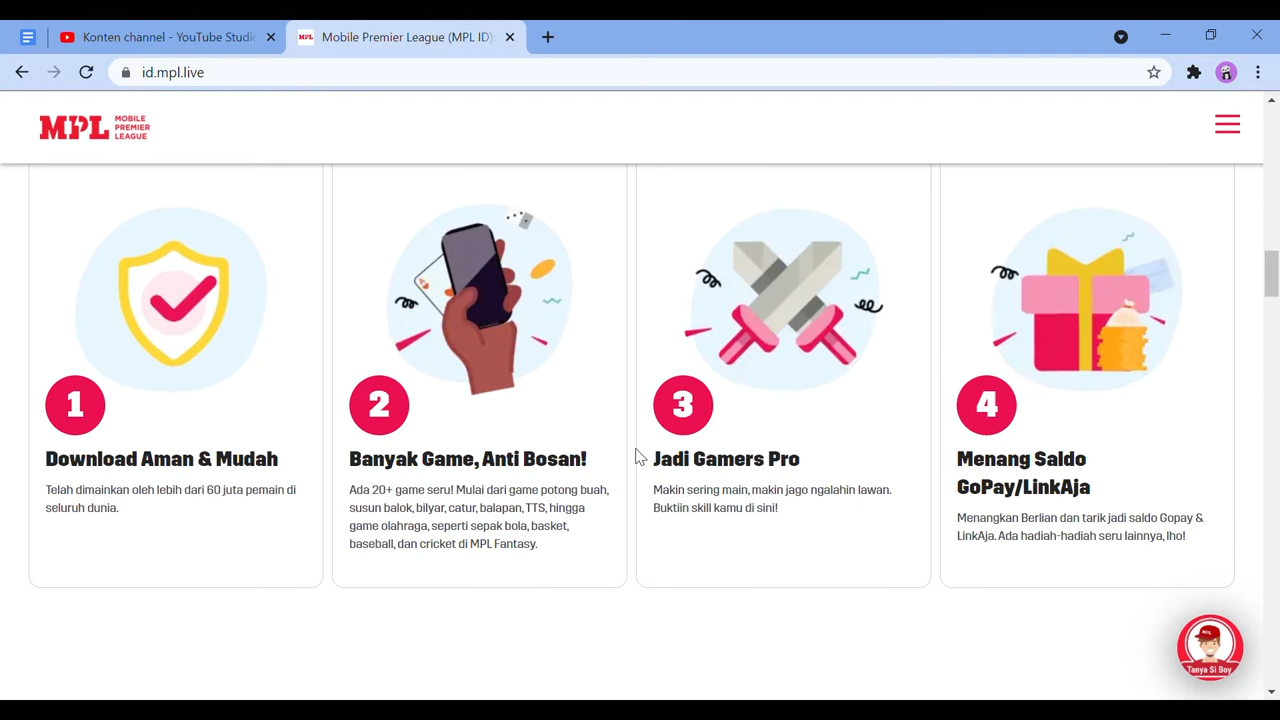 Konten channel - YouTube Studio
MPL
Mobile Premier League (MPL ID):
id.mpl.live
MPL
MOBILE
PREMIER
LEAGUE
1
Download Aman & Mudah
Telah dimainkan oleh lebih dari 60 juta pemain di
seluruh dunia.
2
Banyak Game, Anti Bosan!
Ada 20+ game seru! Mulai dari game potong buah,
susun balok, bilyar, catur, balapan, TTS, hingga
game olahraga, seperti sepak bola, basket,
baseball, dan cricket di MPL Fantasy.
3
Jadi Gamers Pro
Makin sering main, makin jago ngalahin lawan.
Buktiin skill kamu di sini!
4
Menang Saldo
GoPay/LinkAja
Menangkan Berlian dan tarik jadi saldo Gopay &
LinkAja. Ada hadiah-hadiah seru lainnya, lho!
MPL
Tanya Si Boy